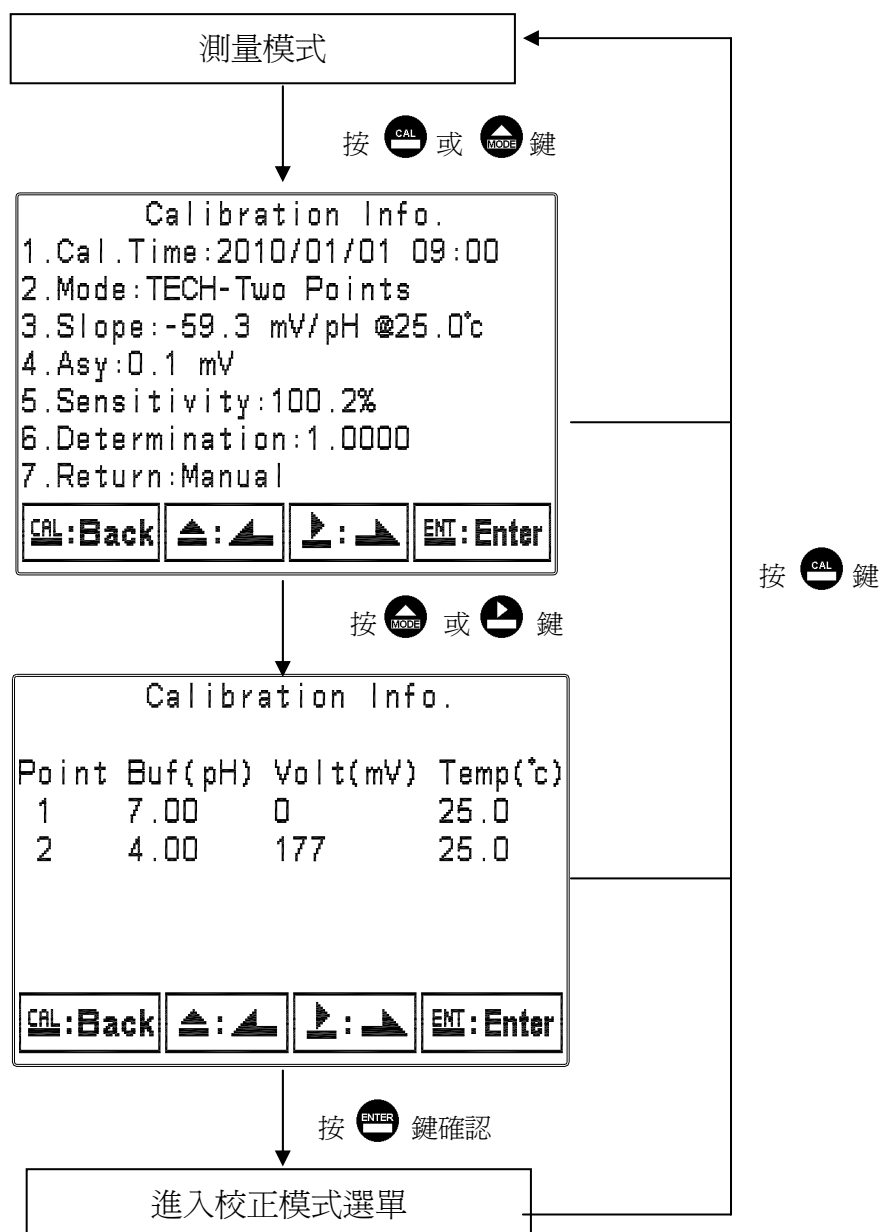 測量模式
按 CAL 或 MODE 鍵
Calibration Info.
1.Cal.Time:2010/01/01 09:00
2.Mode:TECH-Two Points
3.Slope:-59.3 mV/pH @25.0°c
4.Asy:0.1 mV
5.Sensitivity:100.2%
6.Determination:1.0000
7.Return:Manual
CAL:Back : : ENT:Enter
按 CAL 鍵
按 MODE 或 鍵
Calibration Info.
Point Buf(pH) Volt(mV) Temp(°c)
1 7.00 0 25.0
2 4.00 177 25.0
CAL:Back : : ENT:Enter
按 ENTER 鍵確認
進入校正模式選單